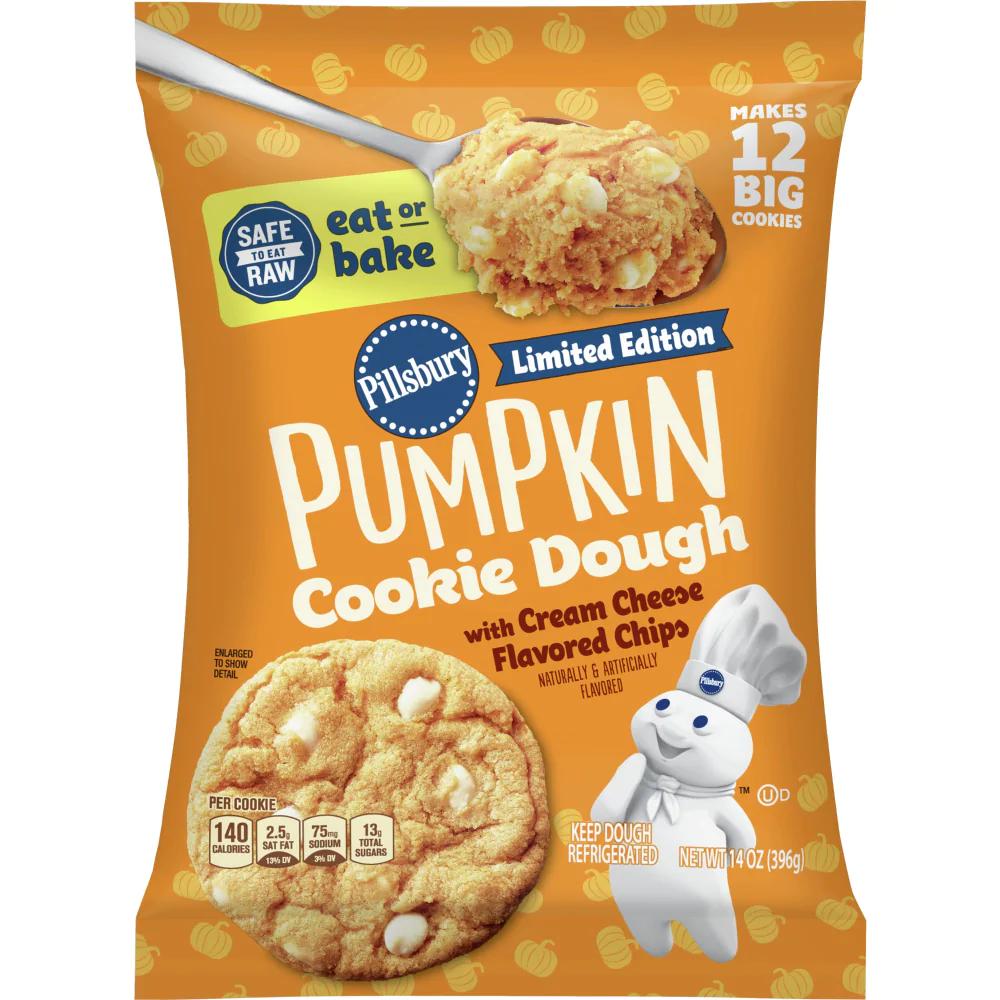 MAKES
12
BIG
COOKIES
SAFE
TO EAT
RAW
eat or
bake
Pillsbury
Limited Edition
PUMPKIN
Cookie Dough
with Cream Cheese
Flavored Chips
NATURALLY & ARTIFICIALLY
FLAVORED
ENLARGED
TO SHOW
DETAIL
Pillsbury
TM
U D
PER COOKIE
140
CALORIES
2.5g
SAT FAT
13% DV
75mg
SODIUM
3% DV
13g
TOTAL
SUGARS
KEEP DOUGH
REFRIGERATED
NET WT 14 OZ (396g)